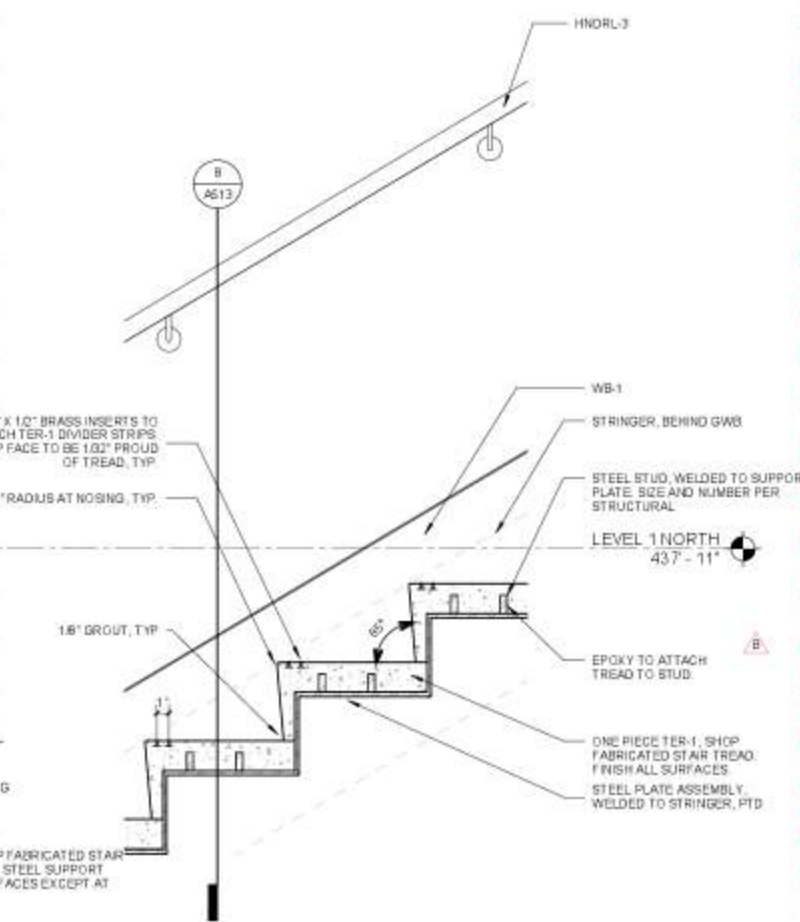 HNDRL-3
B
A613
X 1/2" BRASS INSERTS TO
CH TER-1 DIVIDER STRIPS.
P FACE TO BE 1/32" PROUD
OF TREAD, TYP.
" RADIUS AT NOSING, TYP.
1/8" GROUT, TYP
WB-1
STRINGER, BEHIND GWB
STEEL STUD, WELDED TO SUPPOR
PLATE. SIZE AND NUMBER PER
STRUCTURAL
LEVEL 1 NORTH
437' - 11"
B
85°
1"
EPOXY TO ATTACH
TREAD TO STUD.
ONE PIECE TER-1, SHOP
FABRICATED STAIR TREAD.
FINISH ALL SURFACES.
STEEL PLATE ASSEMBLY,
WELDED TO STRINGER, PTD
G
P FABRICATED STAIR
STEEL SUPPORT
FACES EXCEPT AT